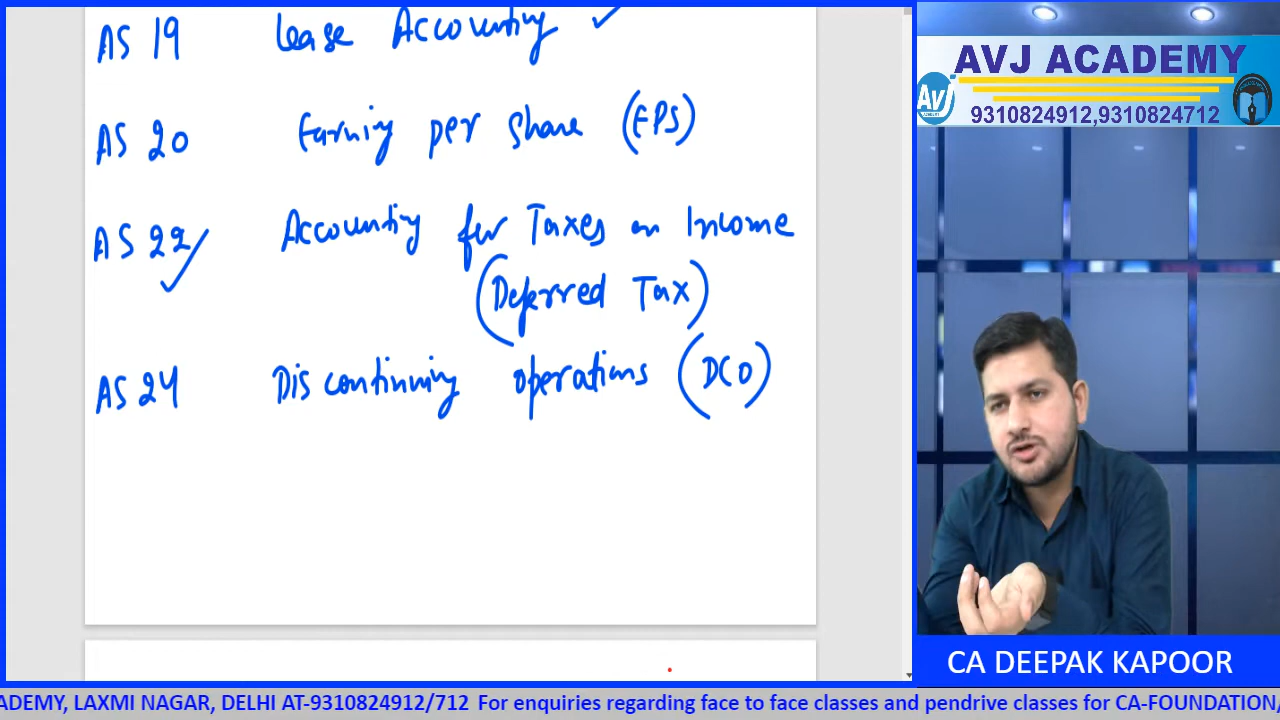 AS 19 Lease Accounting
AS 20 Earning per Share (EPS)
AS 22 Accounting for Taxes on Income
(Deferred Tax)
AS 24 Discontinuing operations (DCO)
AVJ ACADEMY
AVJ
ACADEMY
9310824912,9310824712
CA DEEPAK KAPOOR
ADEMY, LAXMI NAGAR, DELHI AT-9310824912/712 For enquiries regarding face to face classes and pendrive classes for CA-FOUNDATION,